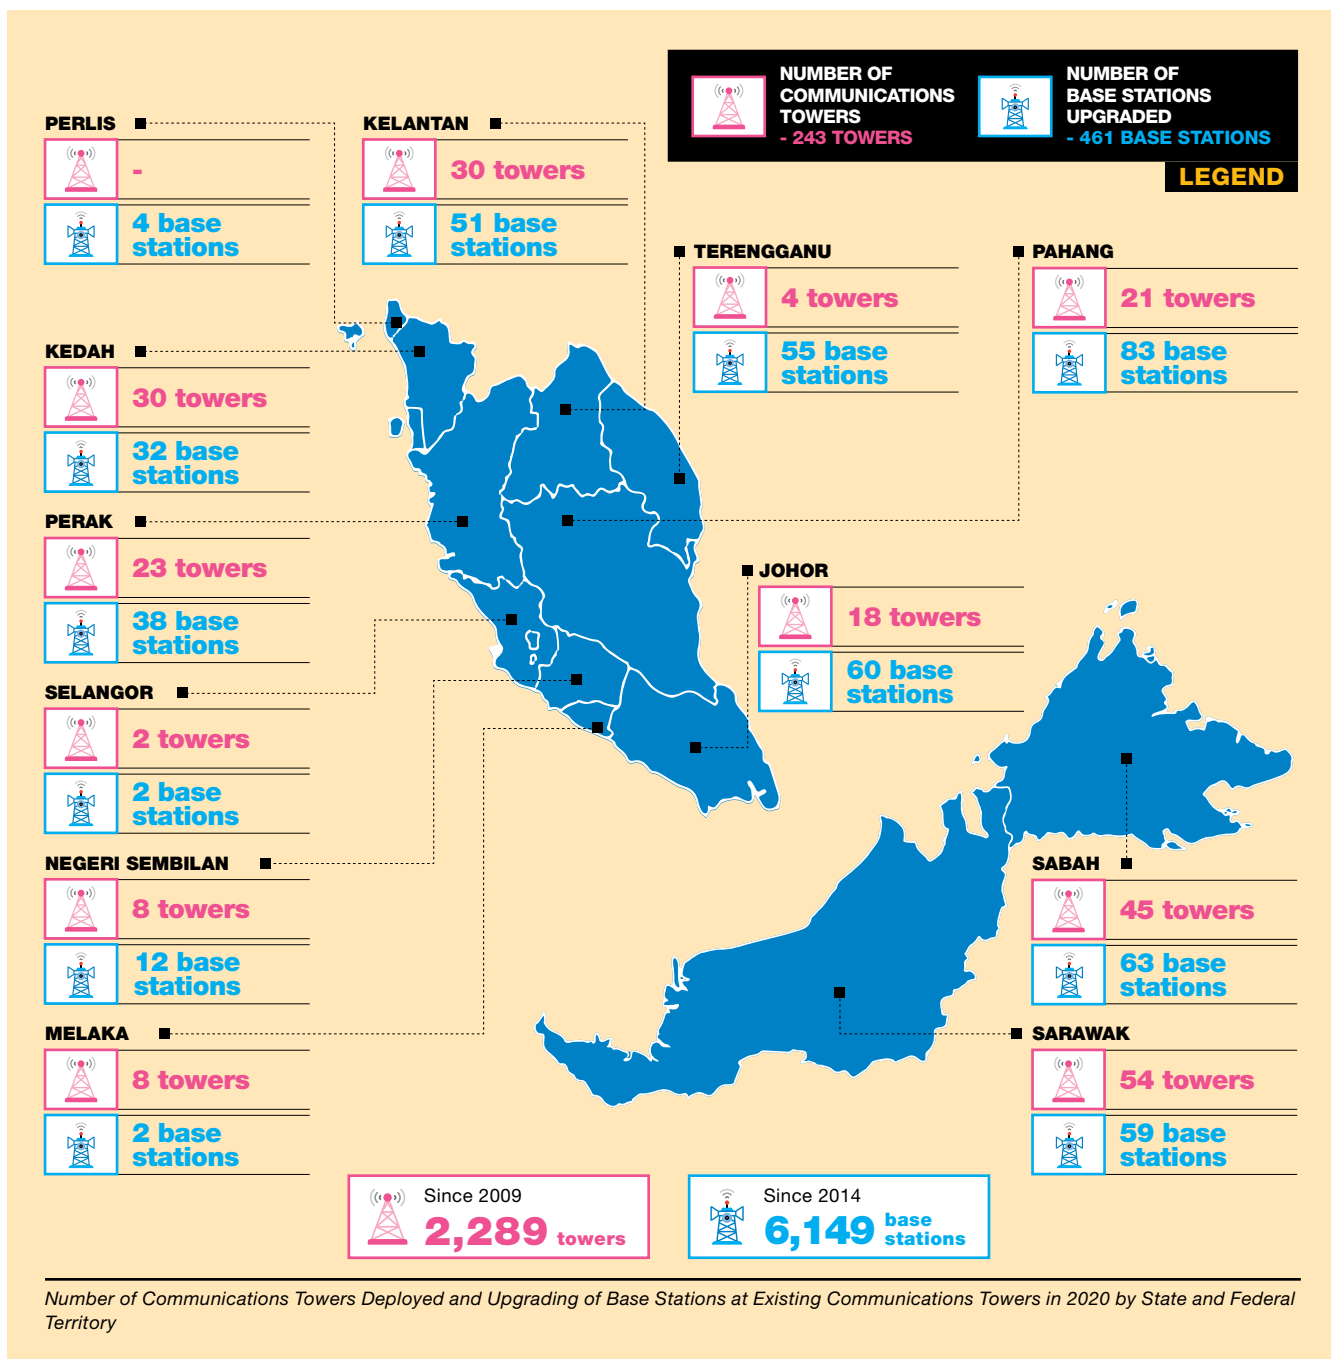 NUMBER OF
COMMUNICATIONS
TOWERS
- 243 TOWERS
NUMBER OF
BASE STATIONS
UPGRADED
- 461 BASE STATIONS
LEGEND
PERLIS
-
4 base
stations
KELANTAN
30 towers
51 base
stations
TERENGGANU
4 towers
55 base
stations
PAHANG
21 towers
83 base
stations
KEDAH
30 towers
32 base
stations
PERAK
23 towers
38 base
stations
JOHOR
18 towers
60 base
stations
SELANGOR
2 towers
2 base
stations
NEGERI SEMBILAN
8 towers
12 base
stations
SABAH
45 towers
63 base
stations
MELAKA
8 towers
2 base
stations
SARAWAK
54 towers
59 base
stations
Since 2009
2,289 towers
Since 2014
6,149 base
stations
Number of Communications Towers Deployed and Upgrading of Base Stations at Existing Communications Towers in 2020 by State and Federal
Territory